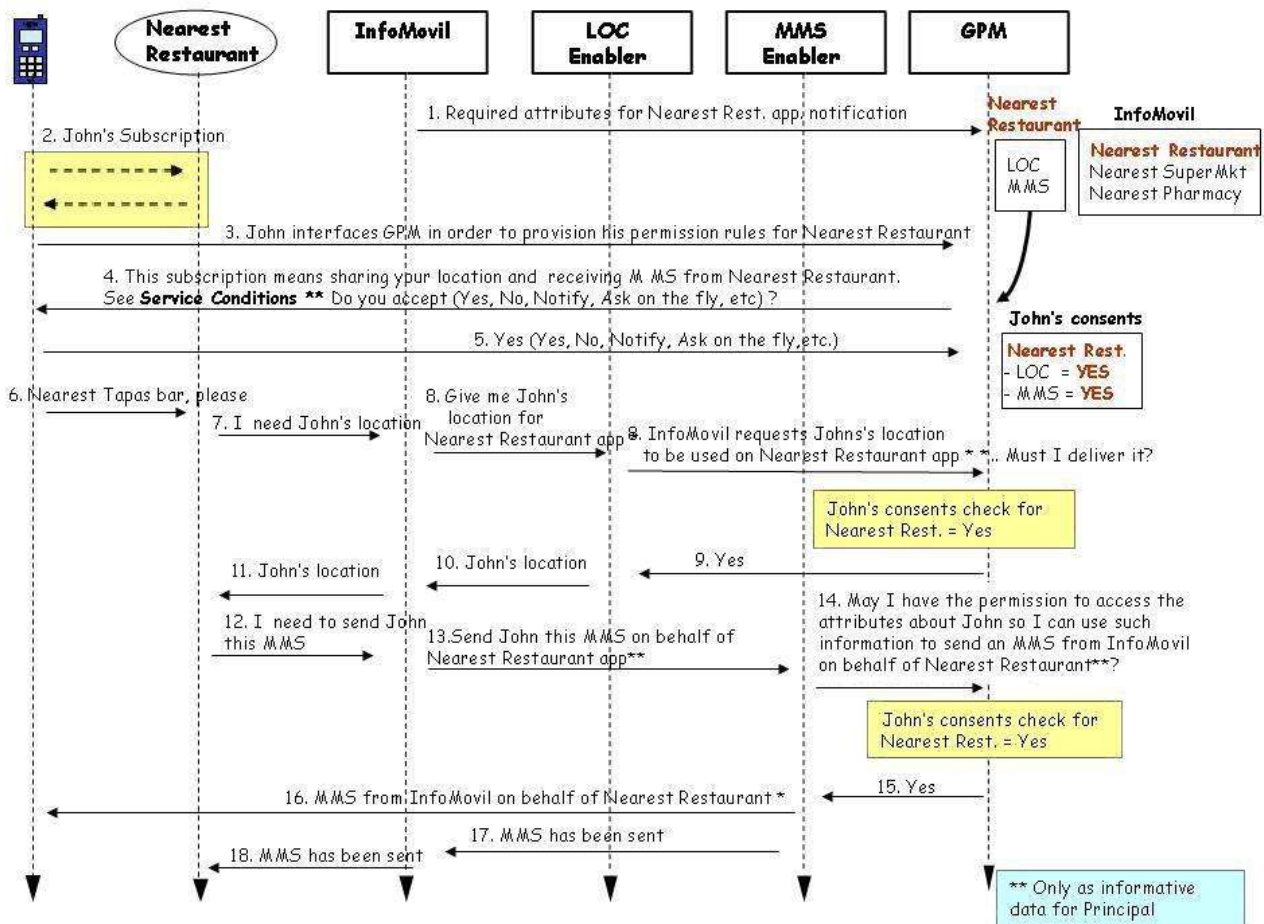 Nearest
Restaurant
InfoMovil
LOC
Enabler
MMS
Enabler
GPM
1. Required attributes for Nearest Rest. app. notification
Nearest
Restaurant
LOC
MMS
InfoMovil
Nearest Restaurant
Nearest SuperMkt
Nearest Pharmacy
2. John's Subscription
3. John interfaces GPM in order to provision his permission rules for Nearest Restaurant
4. This subscription means sharing your location and receiving M MS from Nearest Restaurant.
See Service Conditions ** Do you accept (Yes, No, Notify, Ask on the fly, etc) ?
John's consents
Nearest Rest.
- LOC = YES
- MMS = YES
5. Yes (Yes, No, Notify, Ask on the fly,etc.)
6. Nearest Tapas bar, please
7. I need John's location
8. Give me John's
location for
Nearest Restaurant app *
8. InfoMovil requests Johns's location
to be used on Nearest Restaurant app * *.. Must I deliver it?
John's consents check for
Nearest Rest. = Yes
9. Yes
10. John's location
11. John's location
12. I need to send John
this MMS
13.Send John this MMS on behalf of
Nearest Restaurant app**
14. May I have the permission to access the
attributes about John so I can use such
information to send an MMS from InfoMovil
on behalf of Nearest Restaurant**?
John's consents check for
Nearest Rest. = Yes
15. Yes
16. MMS from InfoMovil on behalf of Nearest Restaurant *
17. MMS has been sent
18. MMS has been sent
** Only as informative
data for Principal